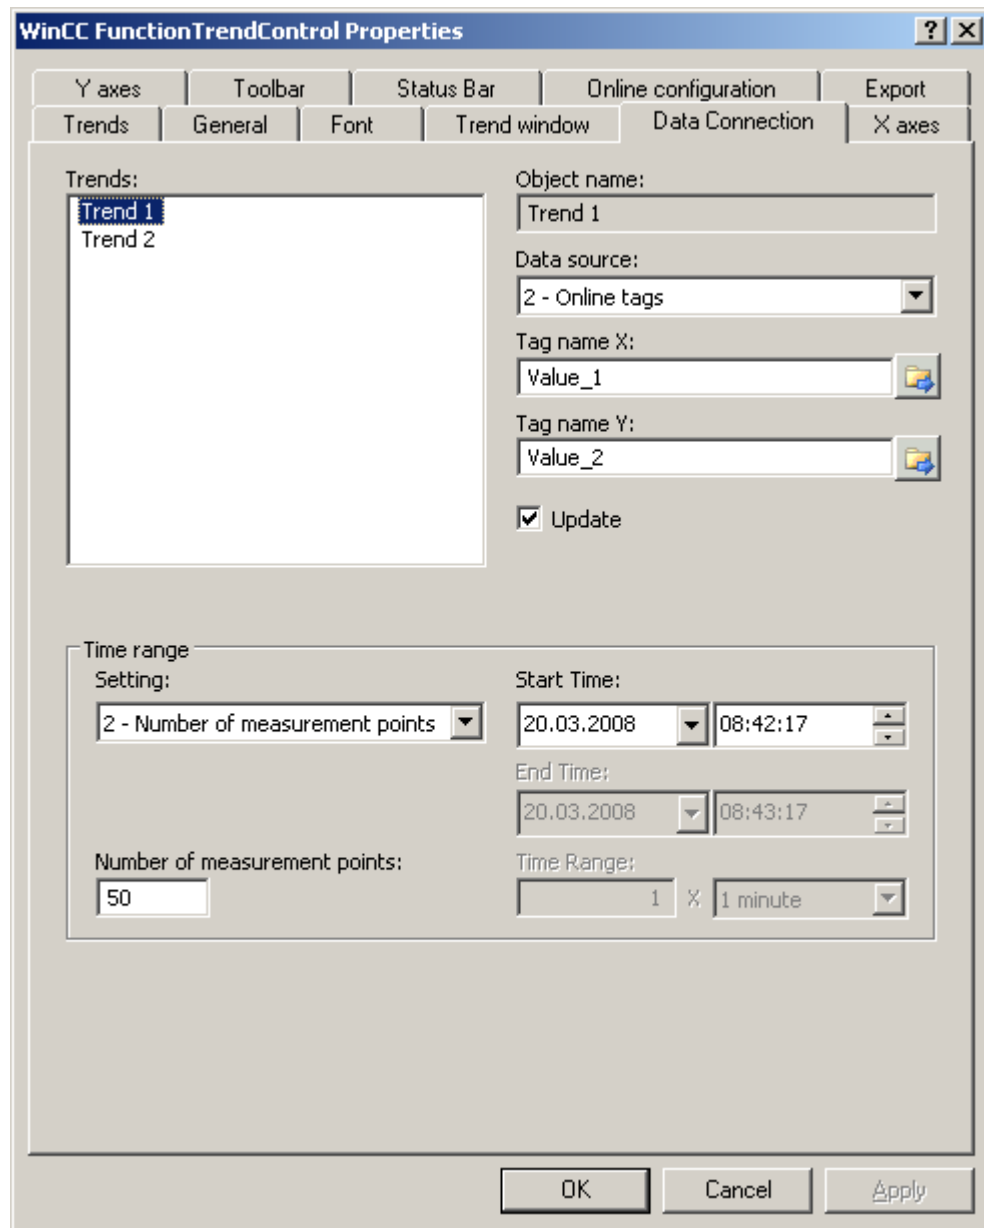 WinCC FunctionTrendControl Properties
Y axes Toolbar Status Bar Online configuration Export
Trends General Font Trend window Data Connection X axes
Trends:
Trend 1
Trend 2
Object name:
Trend 1
Data source:
2 - Online tags
Tag name X:
Value_1
Tag name Y:
Value_2
Update
Time range
Setting:
2 - Number of measurement points
Start Time:
20.03.2008 08:42:17
End Time:
20.03.2008 08:43:17
Number of measurement points:
50
Time Range:
1 X 1 minute
OK Cancel Apply